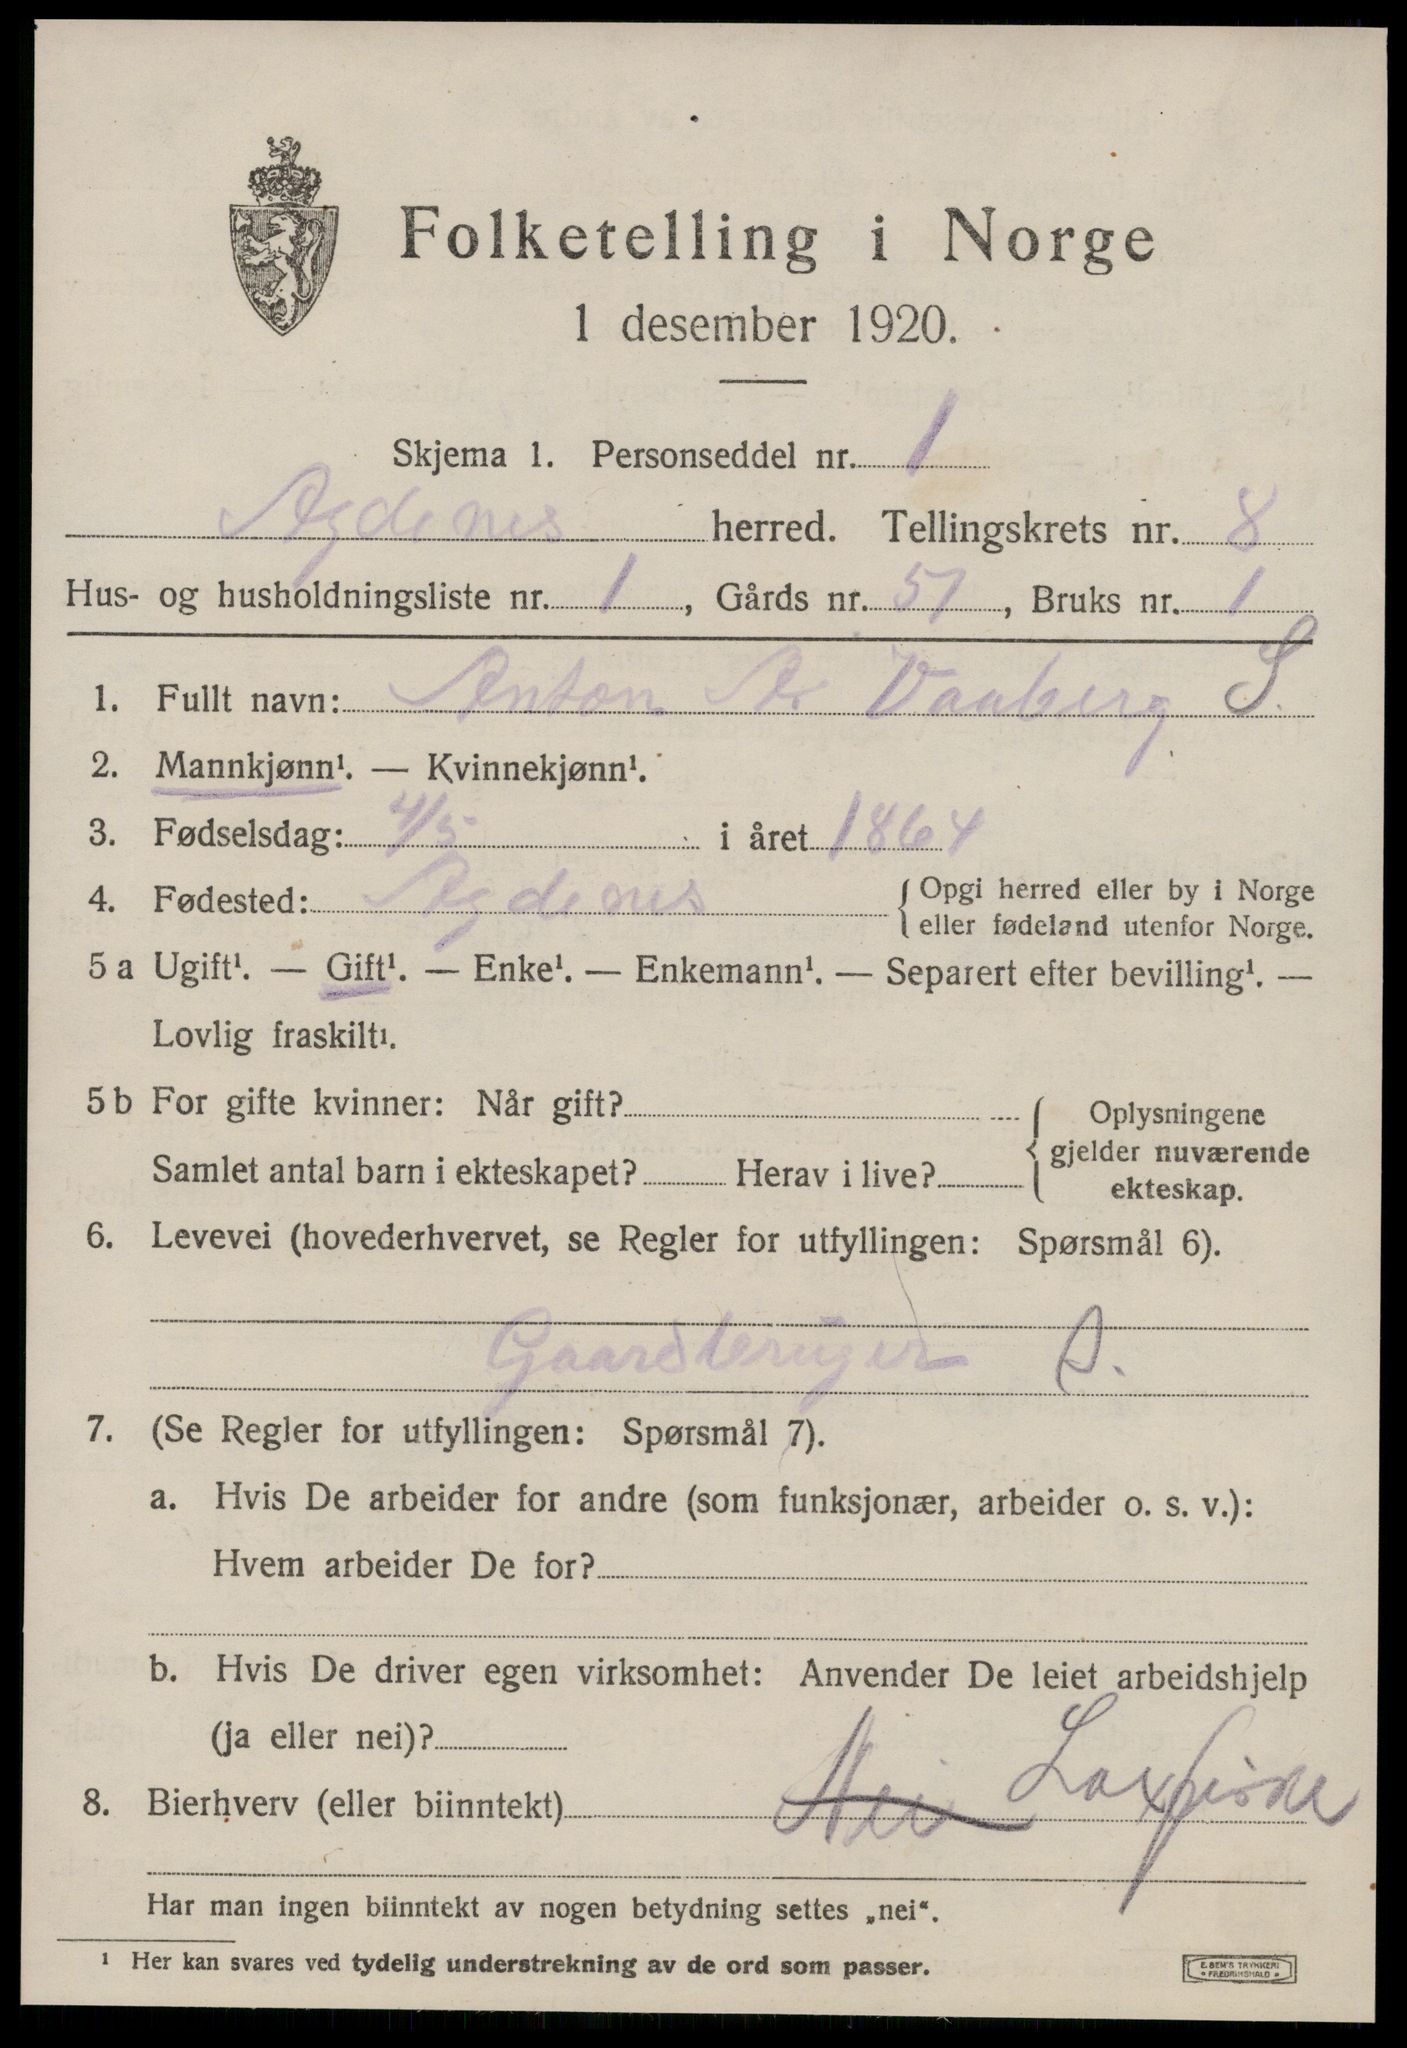 Folketelling i Norge
1 desember 1920.
Skjema 1. Personseddel nr. 1
Agdenes herred. Tellingskrets nr. 8
Hus- og husholdningsliste nr. 1, Gårds nr. 51, Bruks nr. 1
1. Fullt navn: Anton Ar Vaaberg S.
2. Mannkjønn¹. — Kvinnekjønn¹.
3. Fødselsdag: 4/5 i året 1864
4. Fødested: Agdenes { Opgi herred eller by i Norge
eller fødeland utenfor Norge.
5 a Ugift¹. — Gift¹. — Enke¹. — Enkemann¹. — Separert efter bevilling¹. —
Lovlig fraskilt¹.
5 b For gifte kvinner: Når gift?
Samlet antal barn i ekteskapet? Herav i live?
Oplysningene
gjelder nuværende
ekteskap.
6. Levevei (hovederhvervet, se Regler for utfyllingen: Spørsmål 6).
Gaardbruger S.
7. (Se Regler for utfyllingen: Spørsmål 7).
a. Hvis De arbeider for andre (som funksjonær, arbeider o. s. v.):
Hvem arbeider De for?
b. Hvis De driver egen virksomhet: Anvender De leiet arbeidshjelp
(ja eller nei)?
8. Bierhverv (eller biinntekt) Nei Laxfiske
Har man ingen biinntekt av nogen betydning settes „nei“.
¹ Her kan svares ved tydelig understrekning av de ord som passer.
E. SEM'S TRYKKERI
FREDRIKSHALD